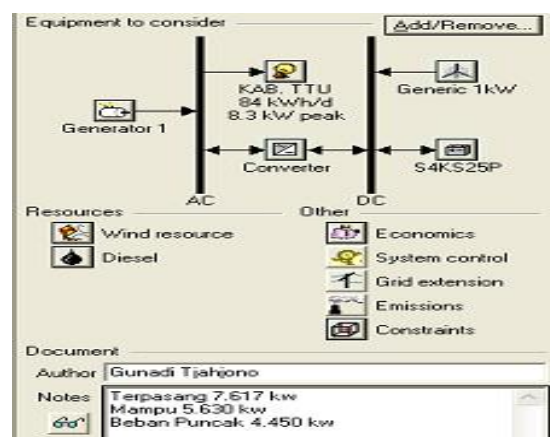 Equipment to consider
Add/Remove...
KAB. TTU
84 kWh/d
8.3 kW peak
Generic 1kW
Generator 1
Converter
S4KS25P
AC
DC
Resources
Other
Wind resource
Economics
Diesel
System control
Grid extension
Emissions
Constraints
Document
Author Gunadi Tjahjono
Notes Terpasang 7.617 kw
Mampu 5.630 kw
Beban Puncak 4.450 kw